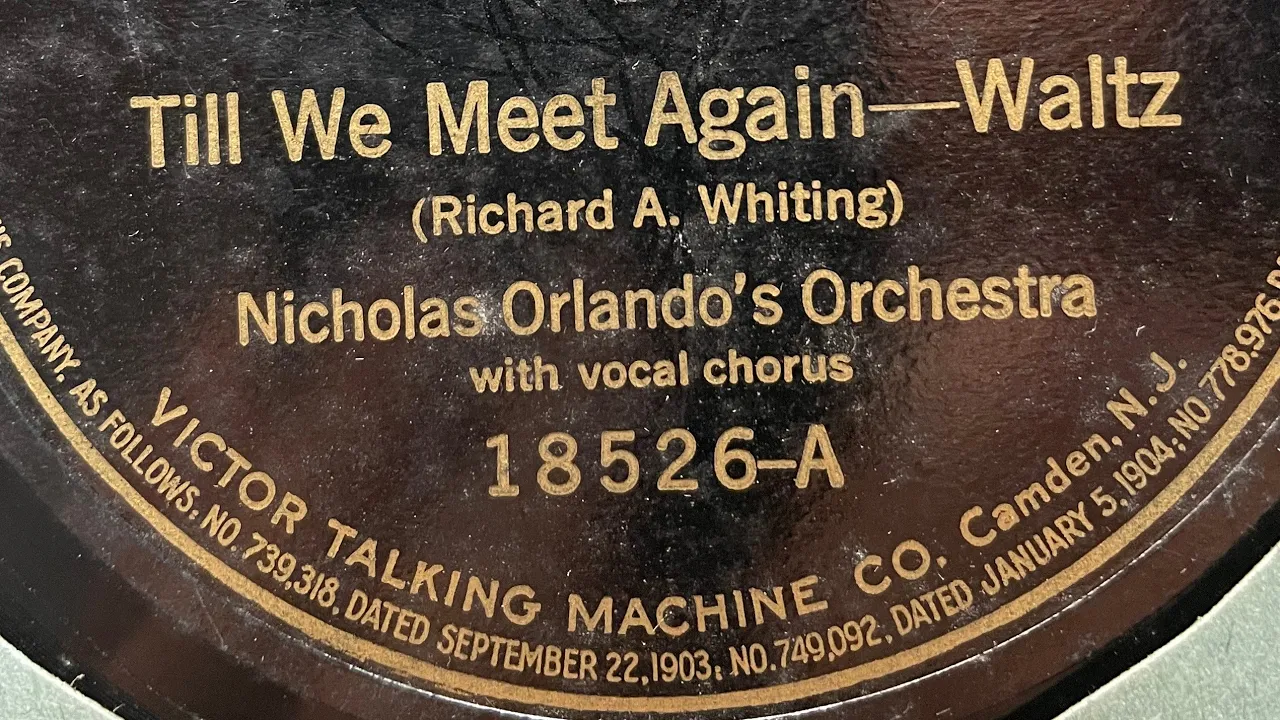 Till We Meet Again—Waltz
(Richard A. Whiting)
Nicholas Orlando's Orchestra
with vocal chorus
18526-A
VICTOR TALKING MACHINE CO. Camden, N.J.
COMPANY, AS FOLLOWS: NO. 739,318, DATED SEPTEMBER 22, 1903; NO. 749,092, DATED JANUARY 5, 1904; NO. 778,976,